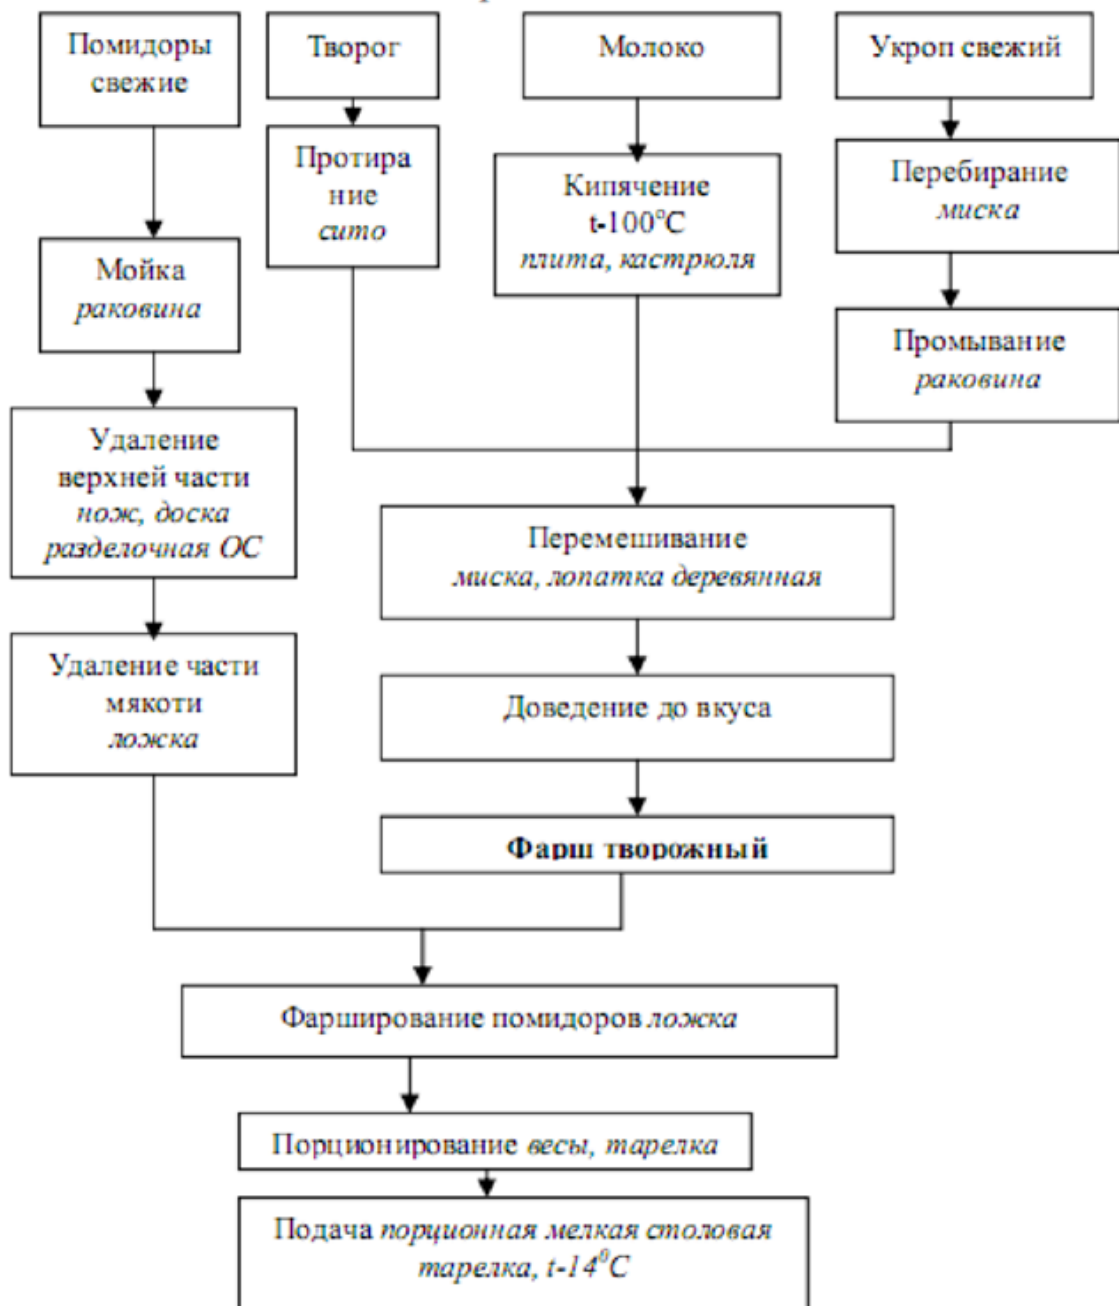 Помидоры
свежие
Творог
Молоко
Укроп свежий
Протира
ние
сито
Кипячение
t-100°С
плита, кастрюля
Перебирание
миска
Мойка
раковина
Промывание
раковина
Удаление
верхней части
нож, доска
разделочная ОС
Перемешивание
миска, лопатка деревянная
Удаление части
мякоти
ложка
Доведение до вкуса
Фарш творожный
Фарширование помидоров ложка
Порционирование весы, тарелка
Подача порционная мелкая столовая
тарелка, t-14⁰С